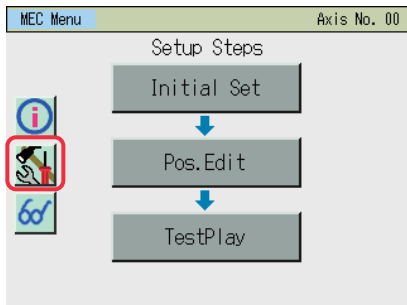 MEC Menu
Axis No. 00
Setup Steps
Initial Set
Pos.Edit
TestPlay